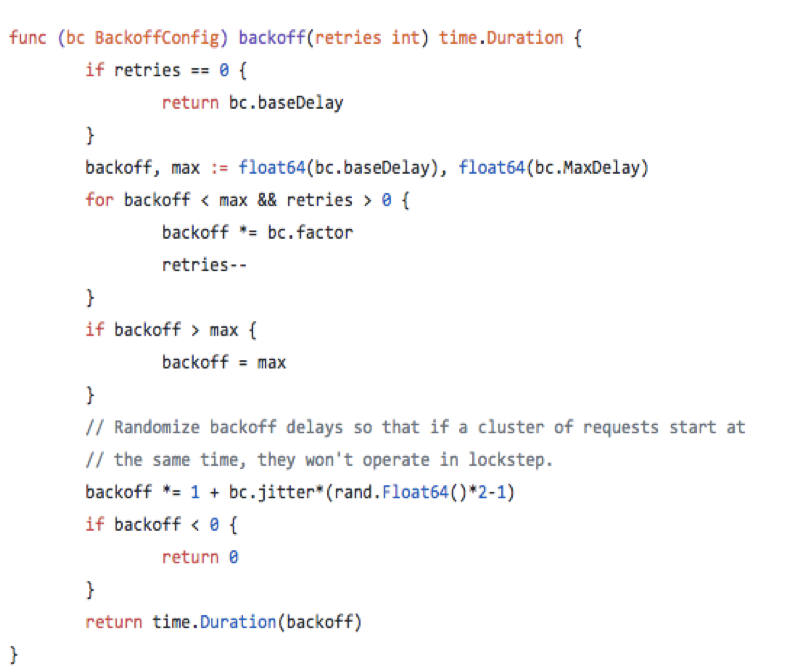 func (bc BackoffConfig) backoff(retries int) time.Duration {
        if retries == 0 {
                return bc.baseDelay
        }
        backoff, max := float64(bc.baseDelay), float64(bc.MaxDelay)
        for backoff < max && retries > 0 {
                backoff *= bc.factor
                retries--
        }
        if backoff > max {
                backoff = max
        }
        // Randomize backoff delays so that if a cluster of requests start at
        // the same time, they won't operate in lockstep.
        backoff *= 1 + bc.jitter*(rand.Float64()*2-1)
        if backoff < 0 {
                return 0
        }
        return time.Duration(backoff)
}